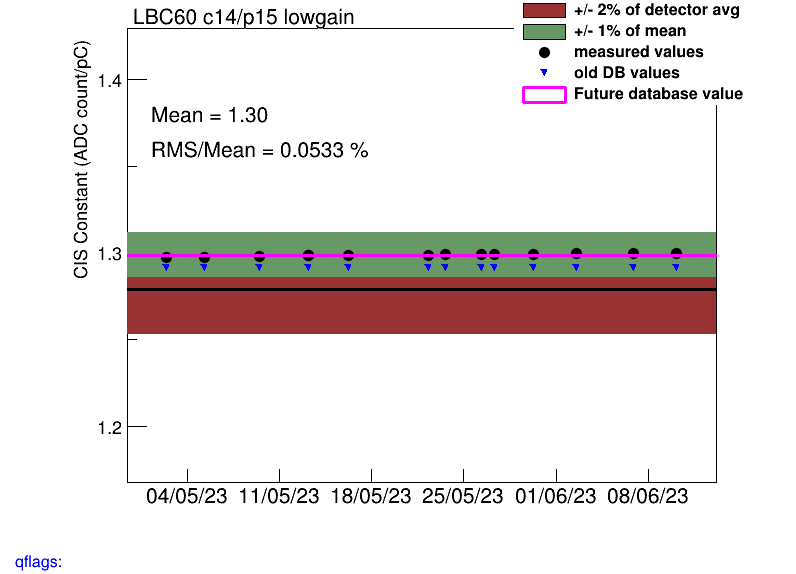 LBC60 c14/p15 lowgain
+/- 2% of detector avg
+/- 1% of mean
measured values
old DB values
Future database value
CIS Constant (ADC count/pC)
Mean = 1.30
RMS/Mean = 0.0533 %
1.4
1.3
1.2
04/05/23 11/05/23 18/05/23 25/05/23 01/06/23 08/06/23
qflags: